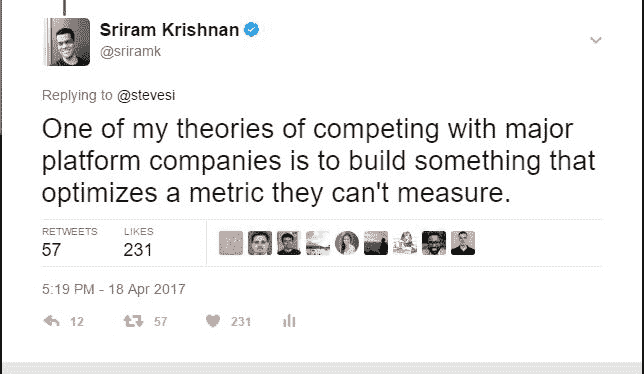 Sriram Krishnan
@sriramk
Replying to @stevesi
One of my theories of competing with major
platform companies is to build something that
optimizes a metric they can't measure.
RETWEETS LIKES
57 231
5:19 PM - 18 Apr 2017
12 57 231